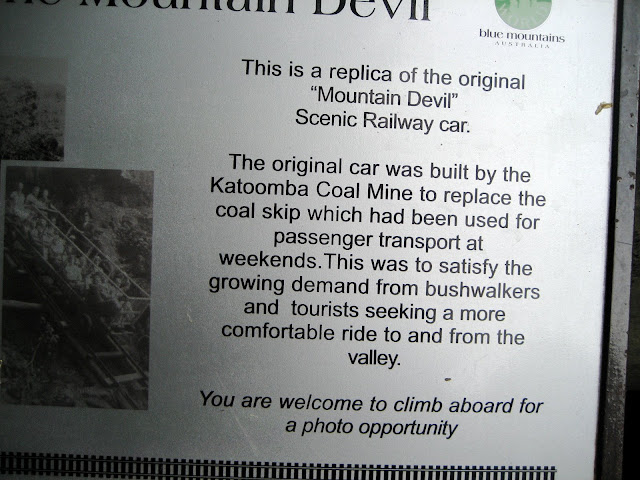 The Mountain Devil
blue mountains
AUSTRALIA
This is a replica of the original
“Mountain Devil”
Scenic Railway car.
The original car was built by the
Katoomba Coal Mine to replace the
coal skip which had been used for
passenger transport at
weekends.This was to satisfy the
growing demand from bushwalkers
and tourists seeking a more
comfortable ride to and from the
valley.
You are welcome to climb aboard for
a photo opportunity